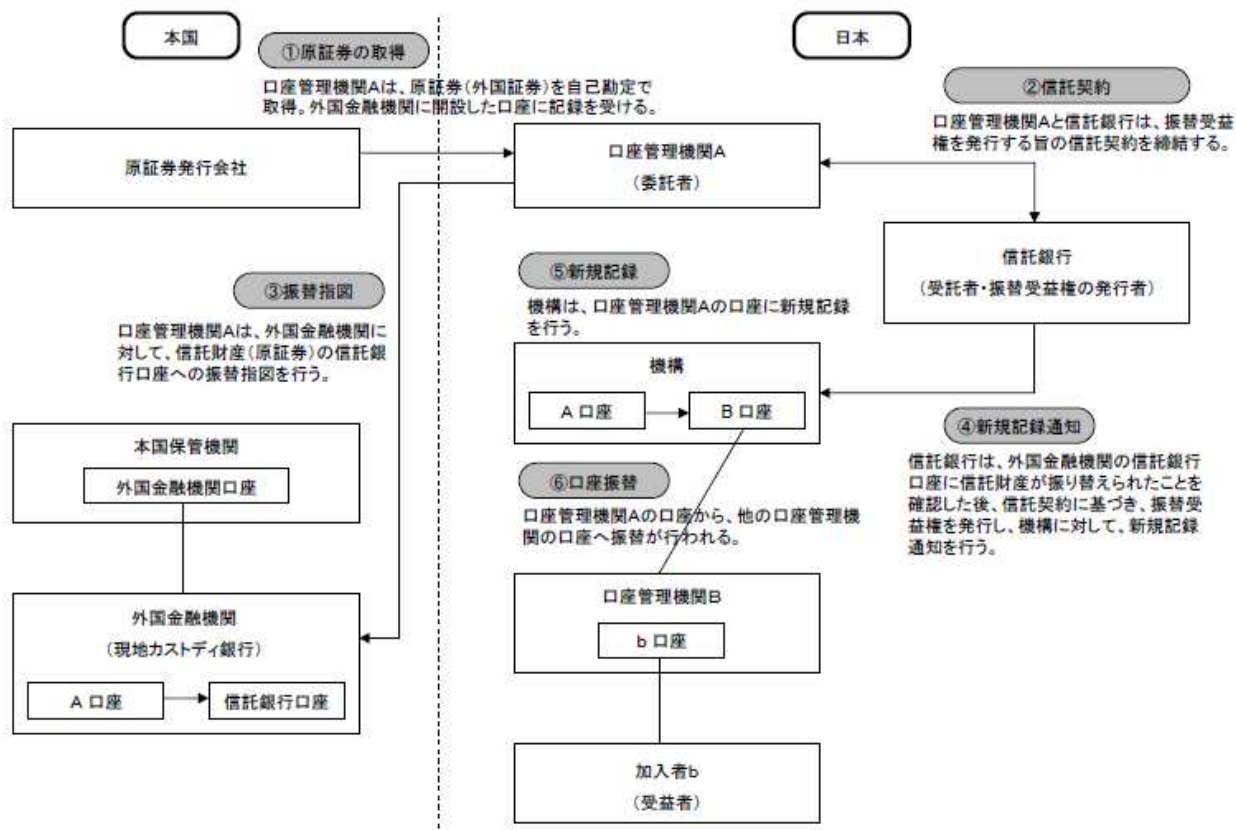 本国
日本
①原証券の取得
口座管理機関Aは、原証券(外国証券)を自己勘定で
取得。外国金融機関に開設した口座に記録を受ける。
②信託契約
口座管理機関Aと信託銀行は、振替受益
権を発行する旨の信託契約を締結する。
原証券発行会社
口座管理機関A
(委託者)
信託銀行
(受託者・振替受益権の発行者)
③振替指図
口座管理機関Aは、外国金融機関に
対して、信託財産(原証券)の信託銀
行口座への振替指図を行う。
⑤新規記録
機構は、口座管理機関Aの口座に新規記録
を行う。
機構
A 口座
B 口座
④新規記録通知
信託銀行は、外国金融機関の信託銀行
口座に信託財産が振り替えられたことを
確認した後、信託契約に基づき、振替受
益権を発行し、機構に対して、新規記録
通知を行う。
本国保管機関
外国金融機関口座
⑥口座振替
口座管理機関Aの口座から、他の口座管理機
関の口座へ振替が行われる。
外国金融機関
(現地カストディ銀行)
A 口座
信託銀行口座
口座管理機関B
b 口座
加入者b
(受益者)